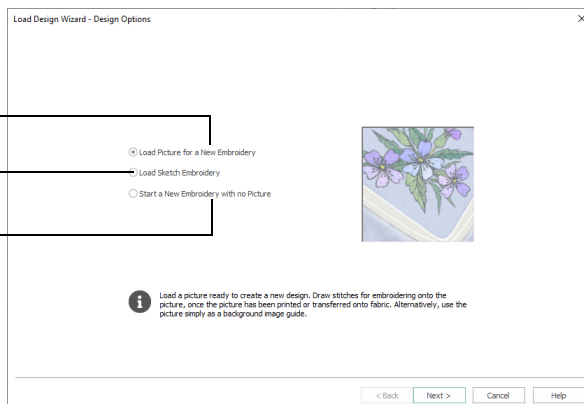 Load Design Wizard - Design Options
Load Picture for a New Embroidery
Load Sketch Embroidery
Start a New Embroidery with no Picture
Load a picture ready to create a new design. Draw stitches for embroidering onto the
picture, once the picture has been printed or transferred onto fabric. Alternatively, use the
picture simply as a background image guide.
< Back Next > Cancel Help